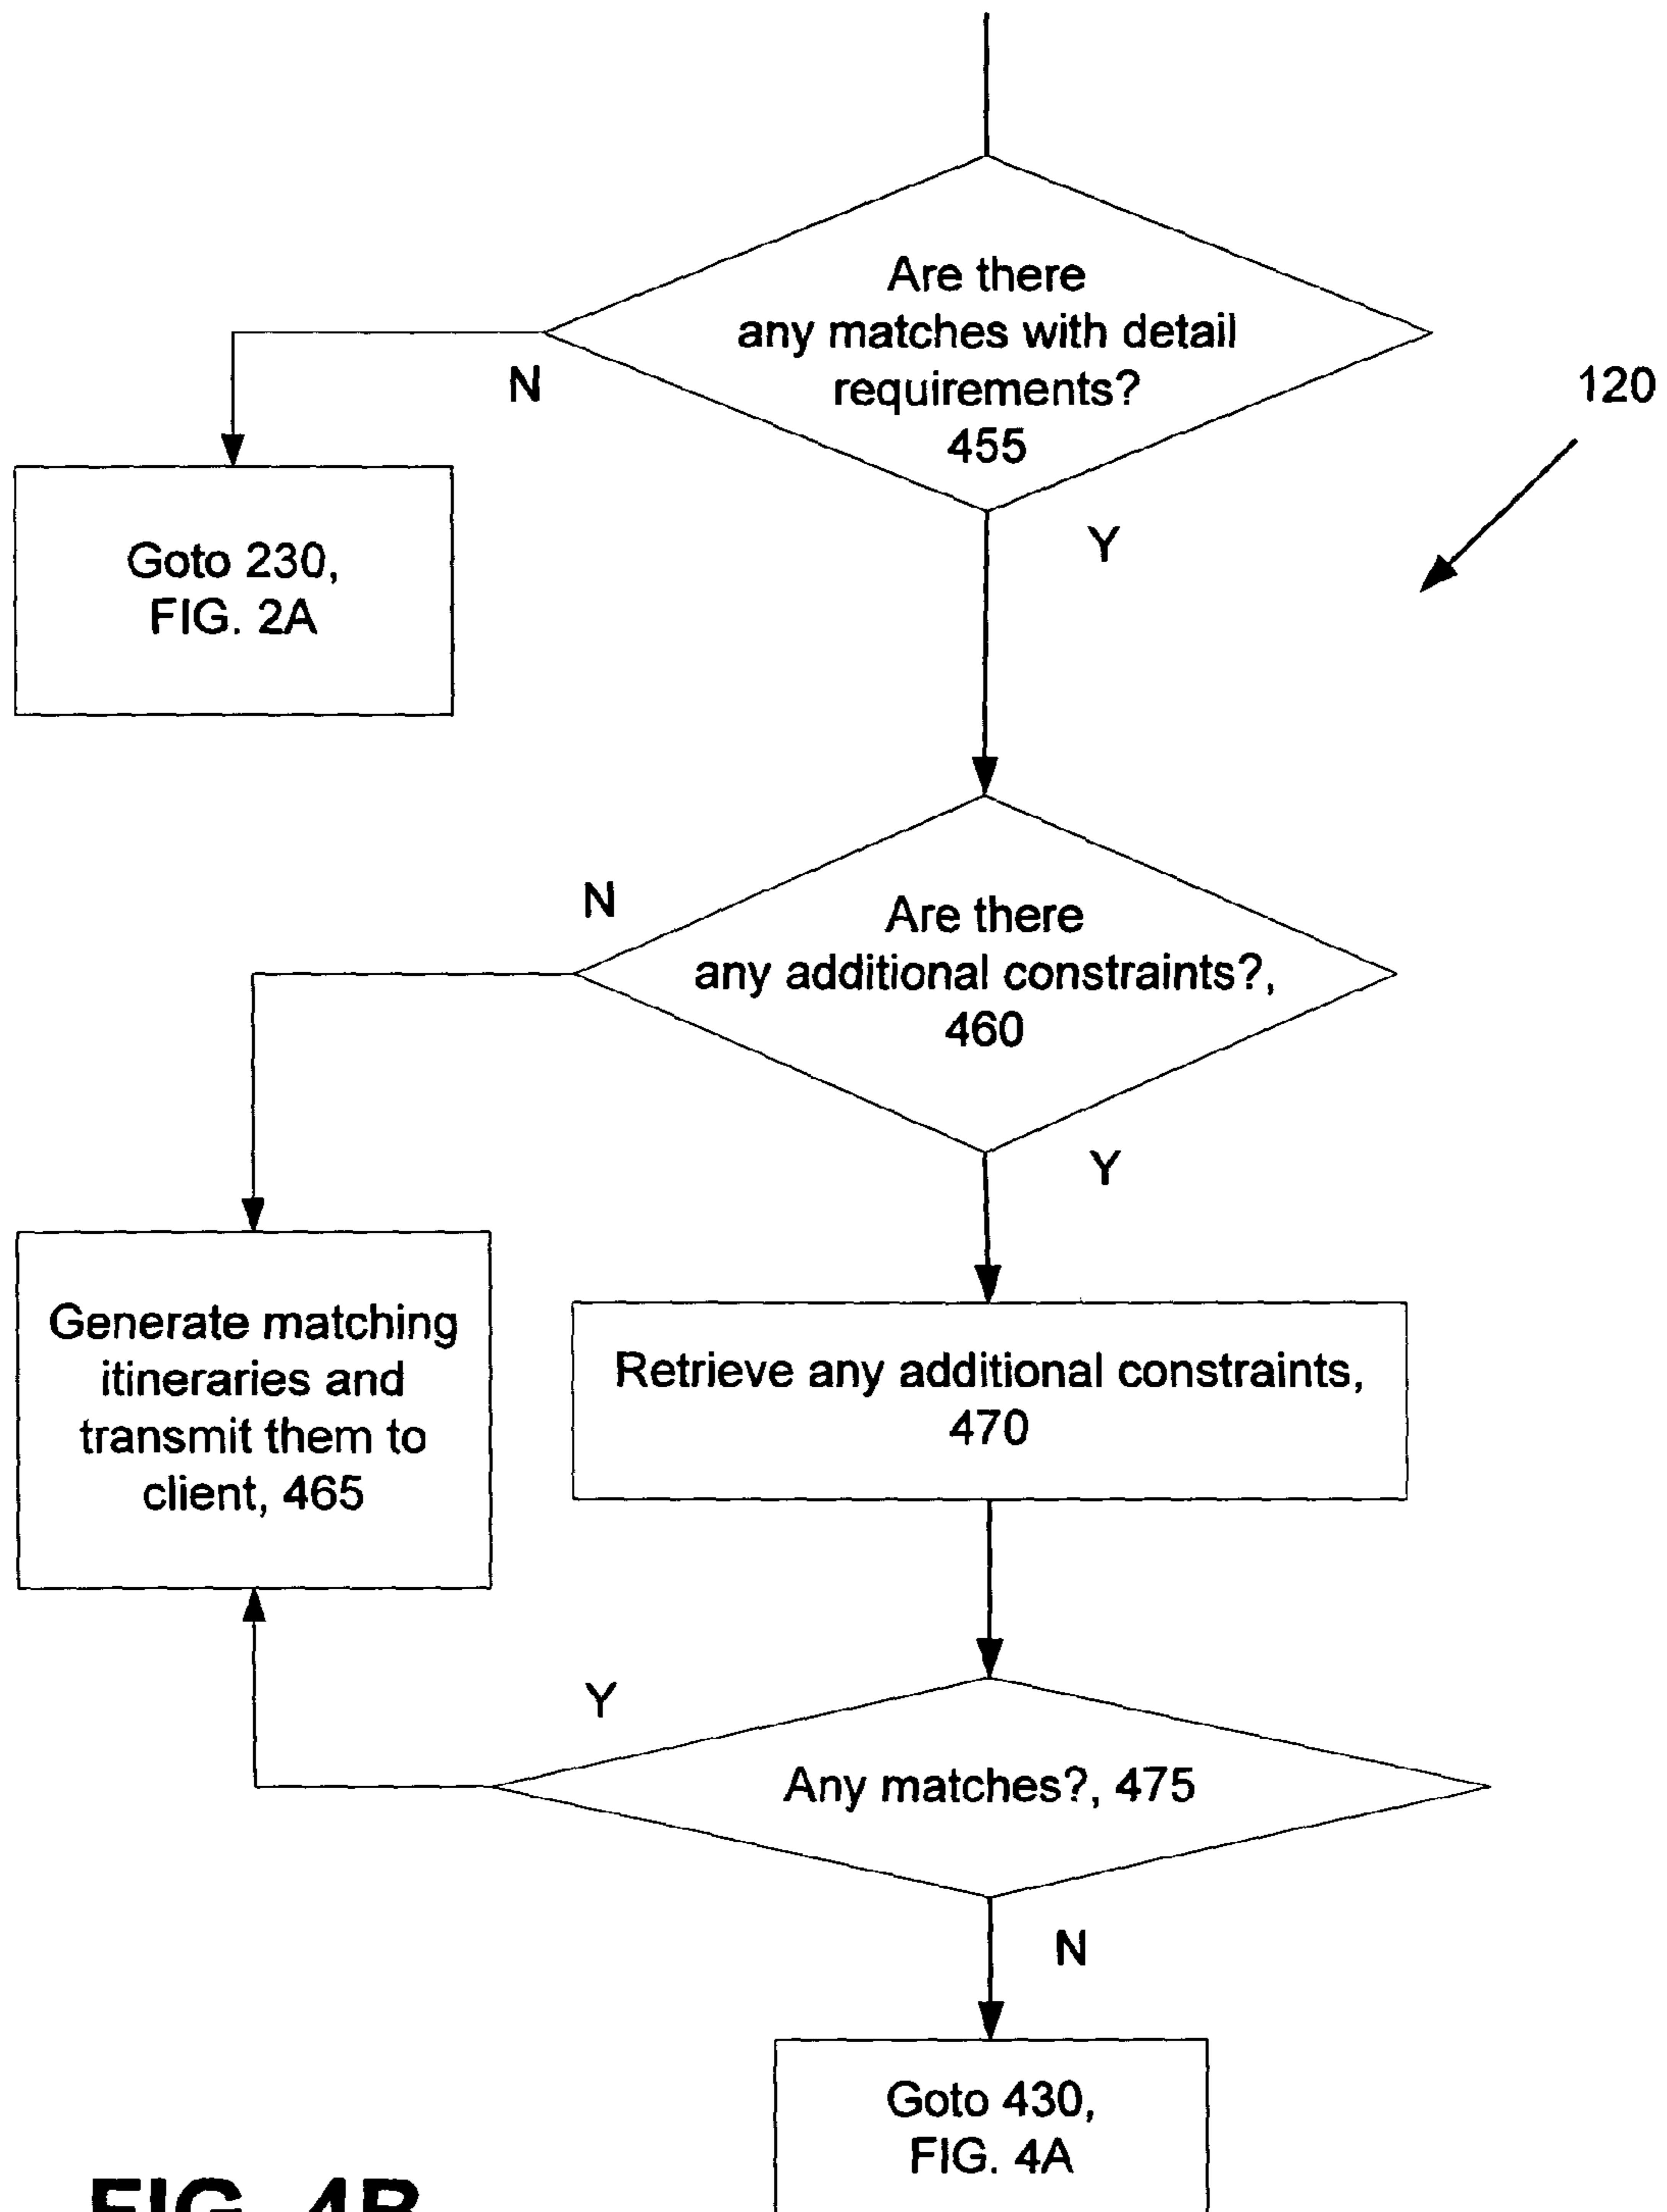 Are there
any matches with detail
requirements?
455
N
120
Y
Goto 230,
FIG. 2A
N
Are there
any additional constraints?,
460
Y
Generate matching
itineraries and
transmit them to
client, 465
Retrieve any additional constraints,
470
Y
Any matches?, 475
N
Goto 430,
FIG. 4A
FIG. 4B